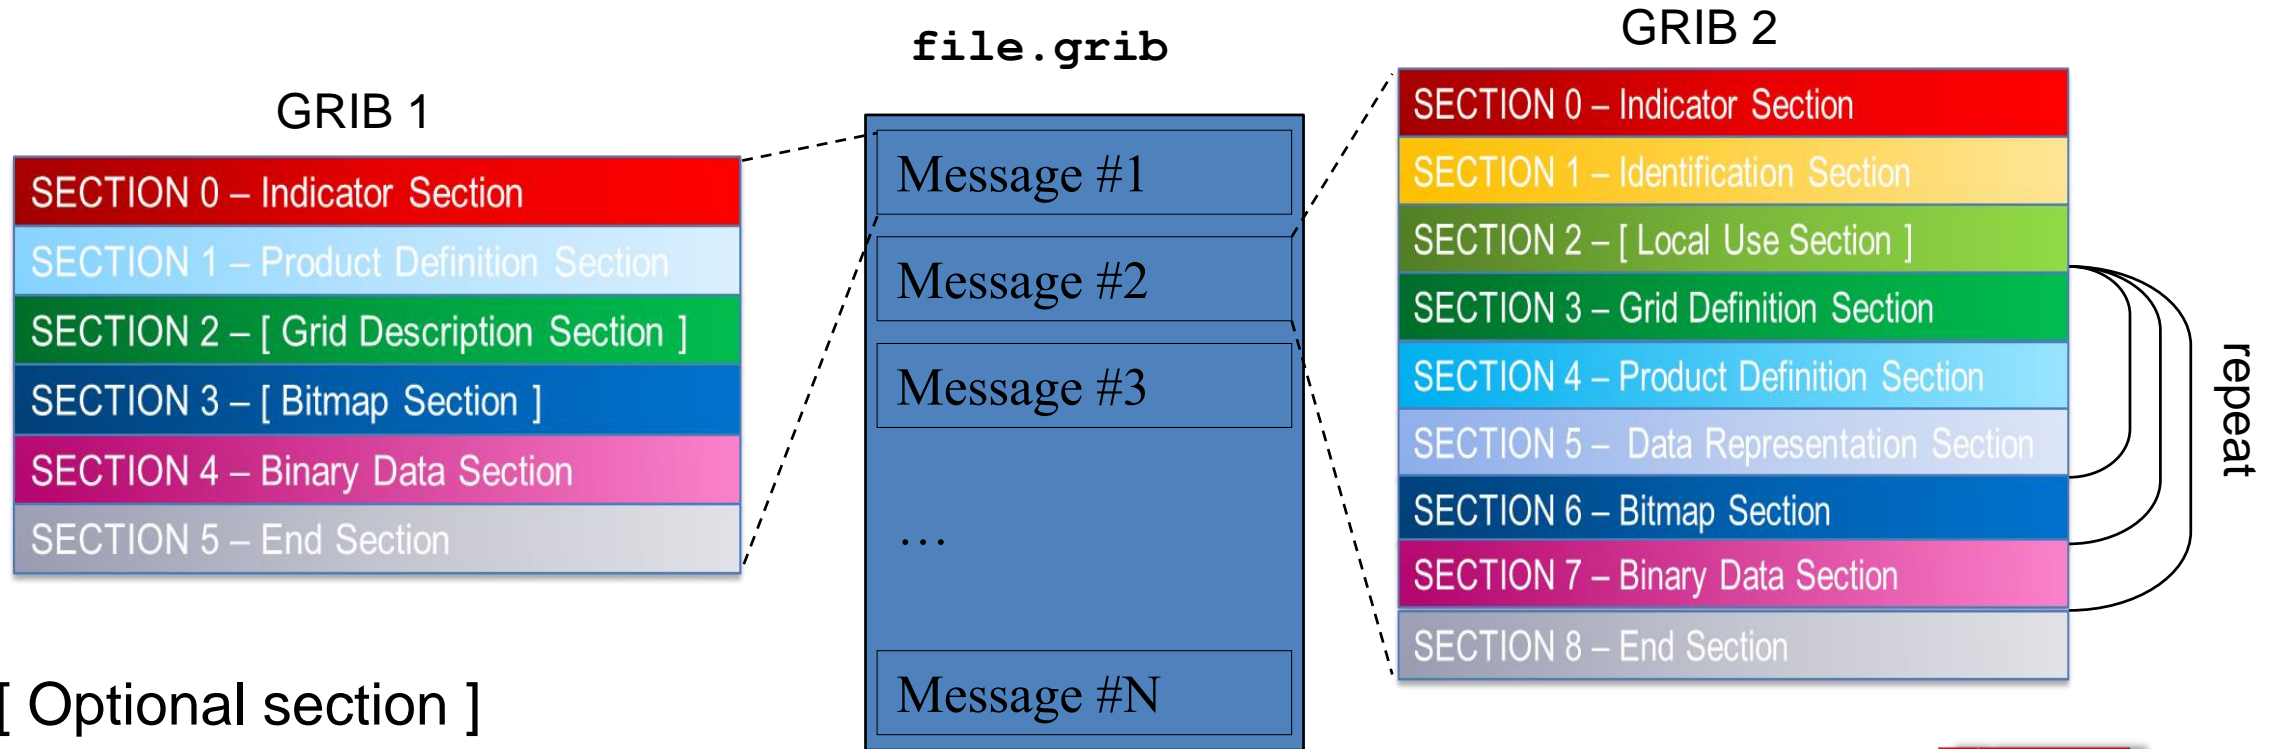 GRIB 1
SECTION 0 – Indicator Section
SECTION 1 – Product Definition Section
SECTION 2 – [ Grid Description Section ]
SECTION 3 – [ Bitmap Section ]
SECTION 4 – Binary Data Section
SECTION 5 – End Section
[ Optional section ]
file.grib
Message #1
Message #2
Message #3
...
Message #N
GRIB 2
SECTION 0 – Indicator Section
SECTION 1 – Identification Section
SECTION 2 – [ Local Use Section ]
SECTION 3 – Grid Definition Section
SECTION 4 – Product Definition Section
SECTION 5 – Data Representation Section
SECTION 6 – Bitmap Section
SECTION 7 – Binary Data Section
SECTION 8 – End Section
repeat